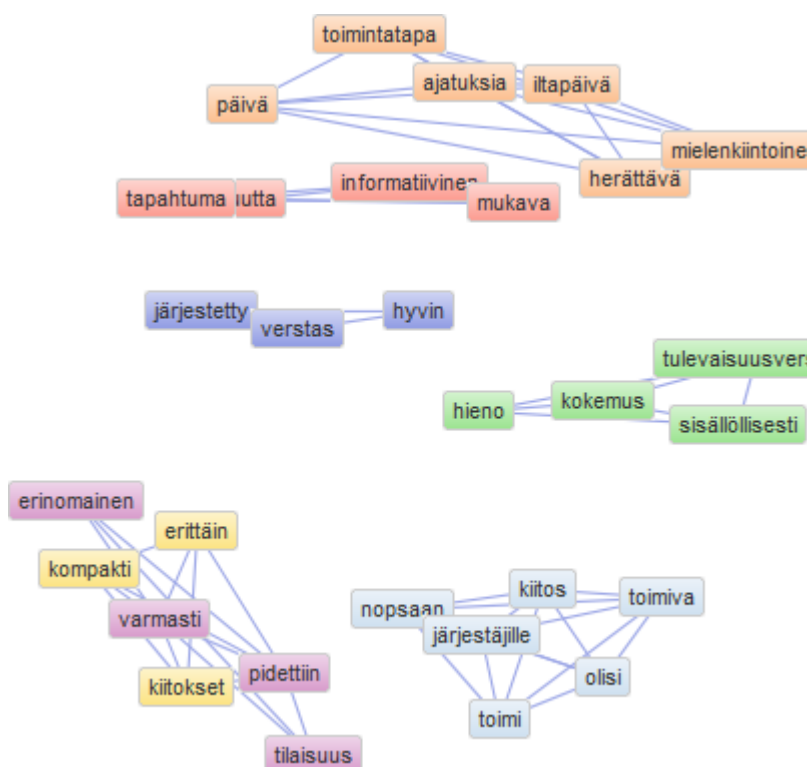 toimintatapa
ajatuksia
iltapäivä
päivä
mielenkiintoine
herättävä
informatiivinen
tapahtuma
utta
mukava
järjestetty
hyvin
verstas
tulevaisuusvers
kokemus
hieno
sisällöllisesti
erinomainen
erittäin
kompakti
varmasti
pidettiin
kiitokset
tilaisuus
kiitos
toimiva
nopsaan
järjestäjille
olisi
toimi